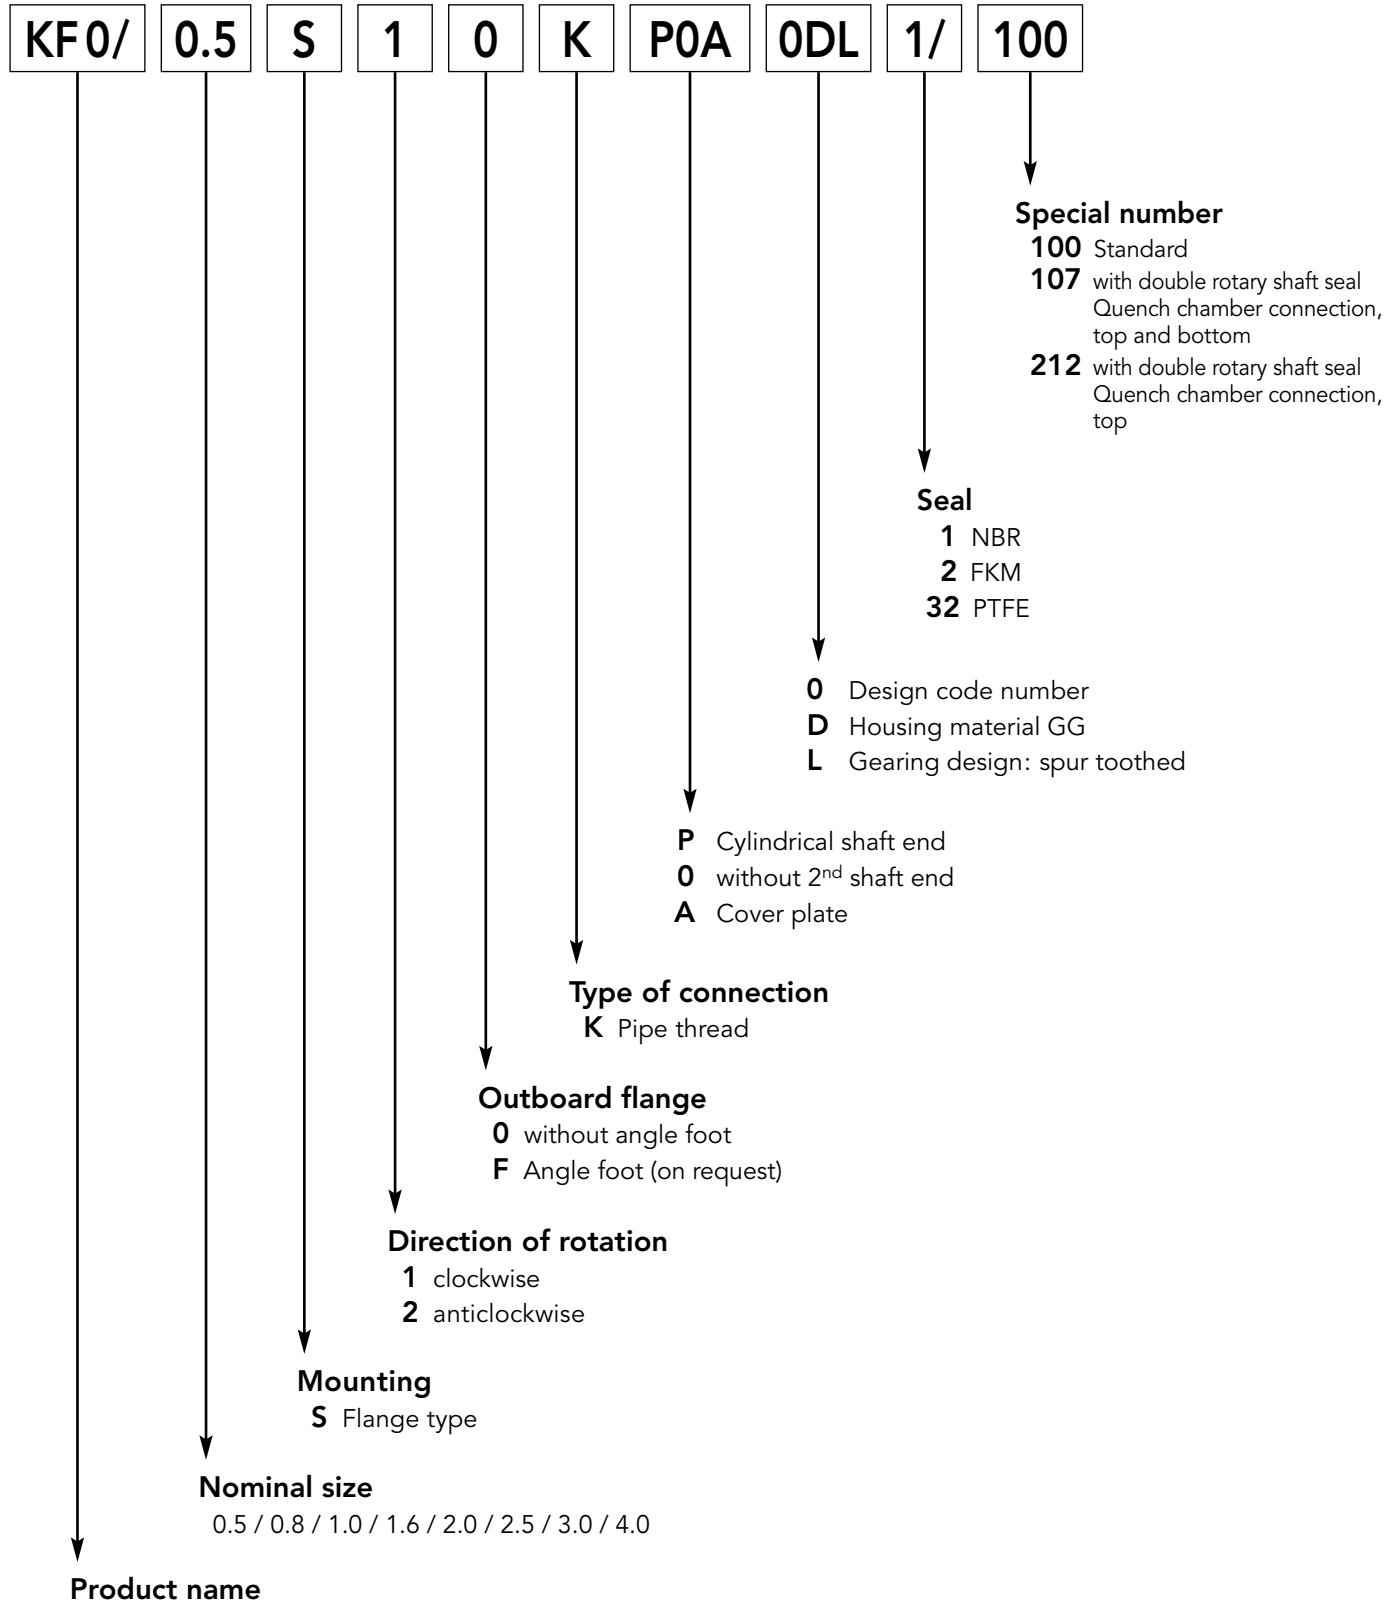 KF0/ 0.5 S 1 0 K P0A 0DL 1/ 100
Special number
100 Standard
107 with double rotary shaft seal
Quench chamber connection,
top and bottom
212 with double rotary shaft seal
Quench chamber connection,
top
Seal
1 NBR
2 FKM
32 PTFE
0 Design code number
D Housing material GG
L Gearing design: spur toothed
P Cylindrical shaft end
0 without 2nd shaft end
A Cover plate
Type of connection
K Pipe thread
Outboard flange
0 without angle foot
F Angle foot (on request)
Direction of rotation
1 clockwise
2 anticlockwise
Mounting
S Flange type
Nominal size
0.5 / 0.8 / 1.0 / 1.6 / 2.0 / 2.5 / 3.0 / 4.0
Product name